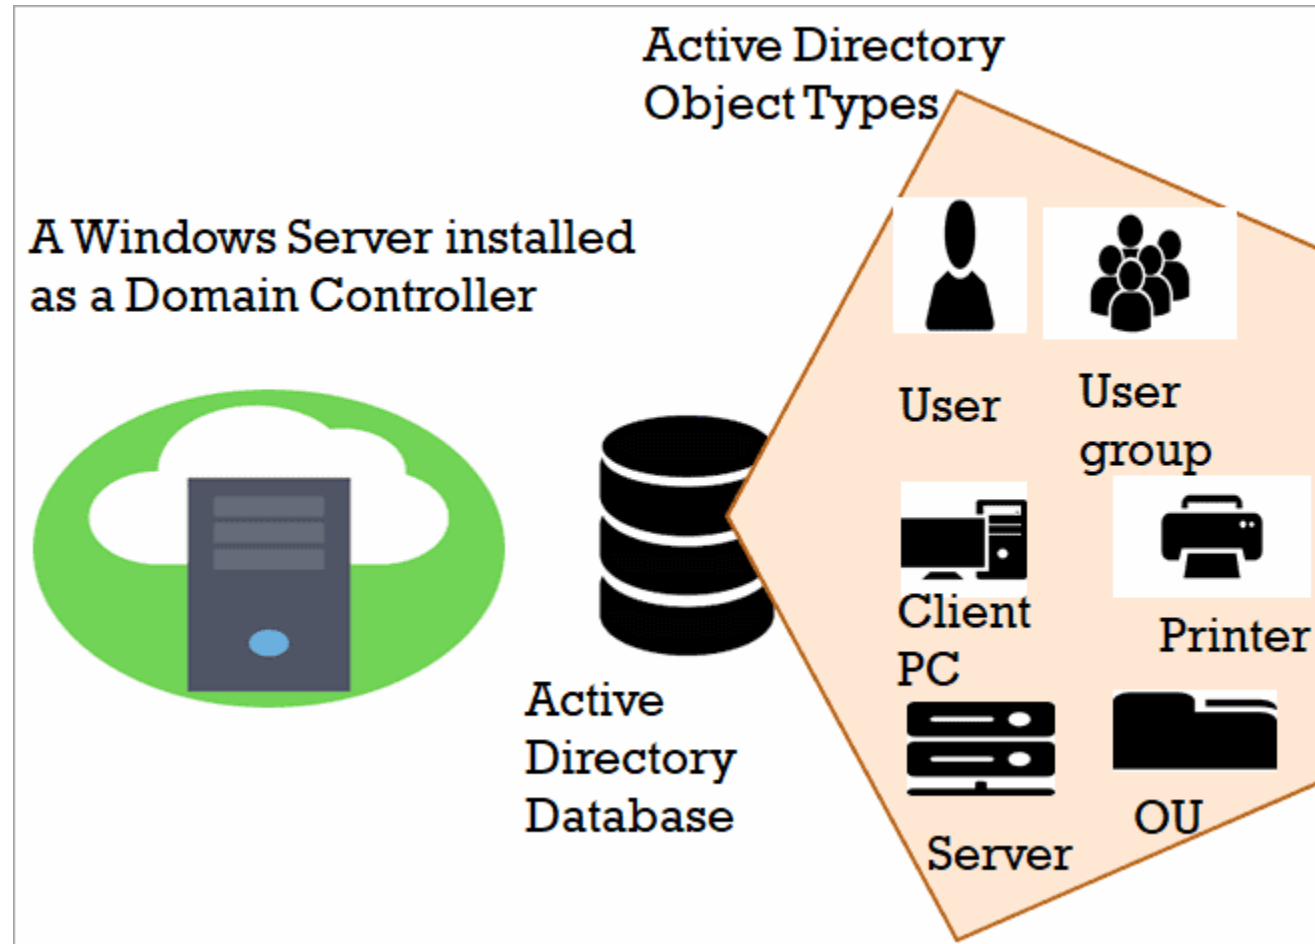 Active Directory
Object Types
A Windows Server installed
as a Domain Controller
User
User
group
Client
PC
Printer
Active
Directory
Database
Server
OU